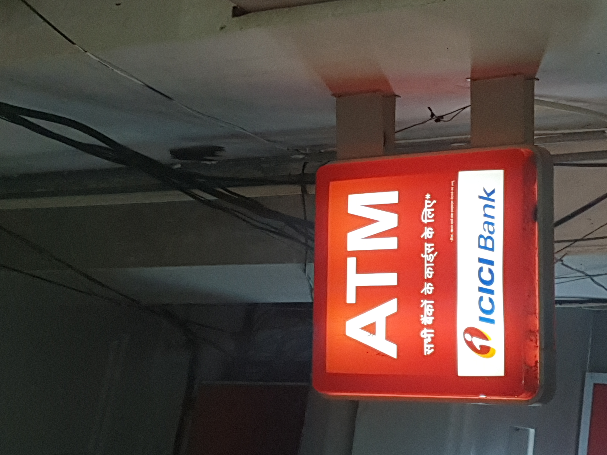 ATM
सभी बैंकों के कार्ड्स के लिए*
ICICI Bank